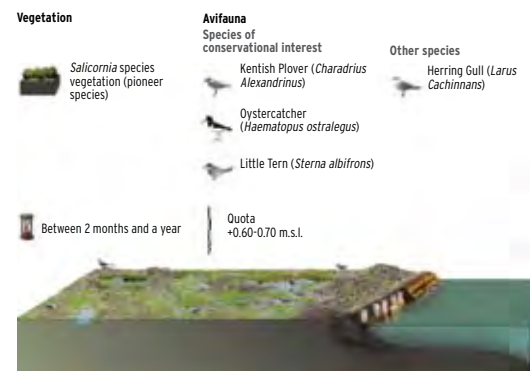 Vegetation
Avifauna
Species of
conservational interest
Other species
Salicornia species
vegetation (pioneer
species)
Kentish Plover (Charadrius
Alexandrinus)
Oystercatcher
(Haematopus ostralegus)
Little Tern (Sterna albifrons)
Herring Gull (Larus
Cachinnans)
Between 2 months and a year
Quota
+0.60-0.70 m.s.l.